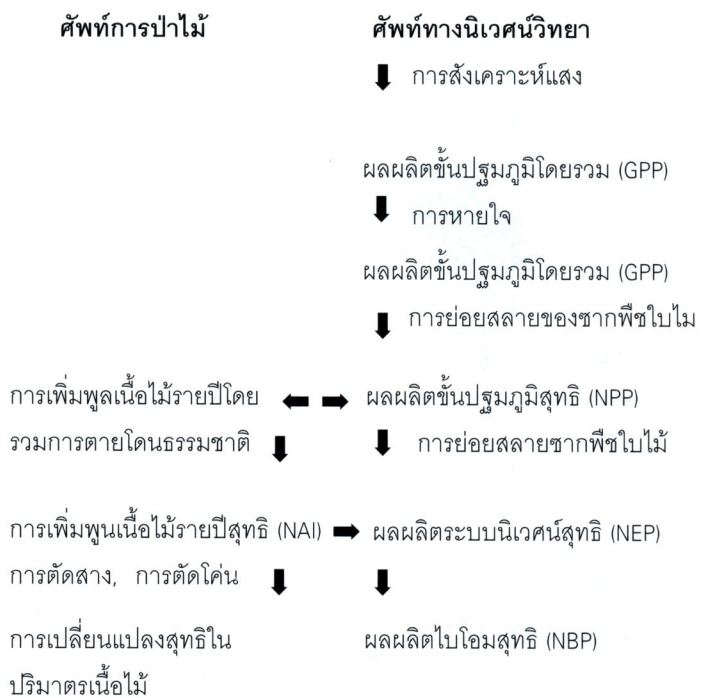 ศัพท์การป่าไม้ ศัพท์ทางนิเวศน์วิทยา
การสังเคราะห์แสง
ผลผลิตขั้นปฐมภูมิโดยรวม (GPP)
การหายใจ
ผลผลิตขั้นปฐมภูมิโดยรวม (GPP)
การย่อยสลายของซากพืชใบไม
การเพิ่มพูลเนื้อไม้รายปีโดย ผลผลิตขั้นปฐมภูมิสุทธิ (NPP)
รวมการตายโดนธรรมชาติ การย่อยสลายซากพืชใบไม้
การเพิ่มพูนเนื้อไม้รายปีสุทธิ (NAI) ผลผลิตระบบนิเวศน์สุทธิ (NEP)
การตัดสาง, การตัดโค่น
การเปลี่ยนแปลงสุทธิใน ผลผลิตไบโอมสุทธิ (NBP)
ปริมาตรเนื้อไม้